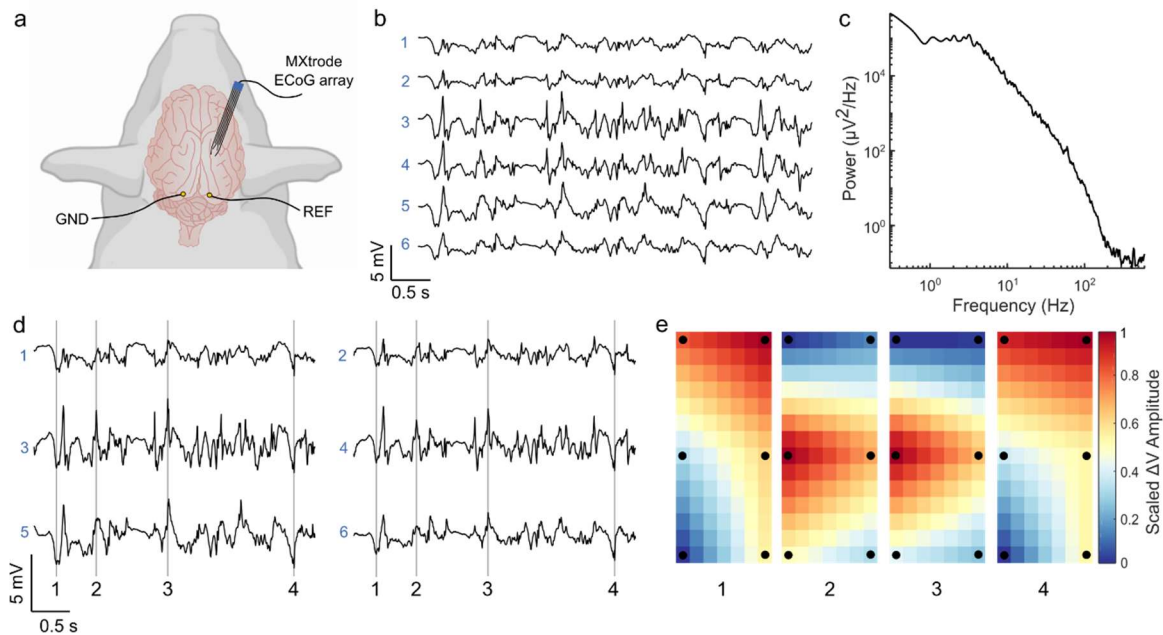 a
MXtrode
ECoG array
GND
REF
b
1
2
3
4
5
6
5 mV
0.5 s
c
Power (µV²/Hz)
10⁴
10²
10⁰
10⁰ 10¹ 10²
Frequency (Hz)
d
1 2
3 4
5 6
5 mV
1 2 3 4 1 2 3 4
0.5 s
e
1
0.8
0.6
0.4
0.2
0
Scaled ΔV Amplitude
1 2 3 4